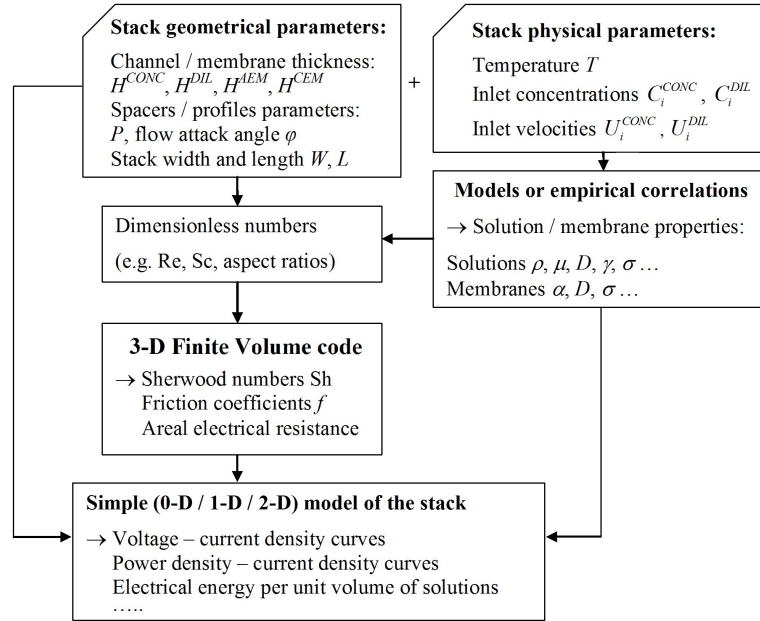 Stack geometrical parameters:
Channel / membrane thickness:
H^CONC, H^DIL, H^AEM, H^CEM
Spacers / profiles parameters:
P, flow attack angle φ
Stack width and length W, L
+
Stack physical parameters:
Temperature T
Inlet concentrations C_i^CONC, C_i^DIL
Inlet velocities U_i^CONC, U_i^DIL
Models or empirical correlations
→ Solution / membrane properties:
Solutions ρ, μ, D, γ, σ ...
Membranes α, D, σ ...
Dimensionless numbers
(e.g. Re, Sc, aspect ratios)
3-D Finite Volume code
→ Sherwood numbers Sh
Friction coefficients f
Areal electrical resistance
Simple (0-D / 1-D / 2-D) model of the stack
→ Voltage – current density curves
Power density – current density curves
Electrical energy per unit volume of solutions
…..